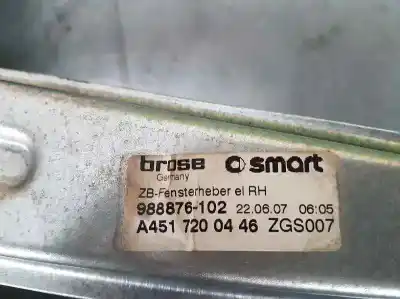 brose smart
Germany
ZB-Fensterheber el RH
988876-102 22.06.07 06:05
A451 720 04 46 ZGS007